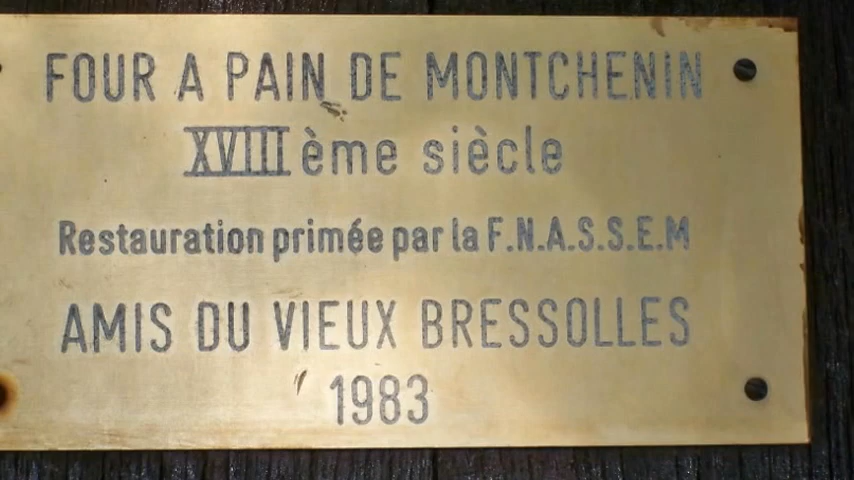 FOUR A PAIN DE MONTCHENIN
XVIII ème siècle
Restauration primée par la F.N.A.S.S.E.M
AMIS DU VIEUX BRESSOLLES
1983